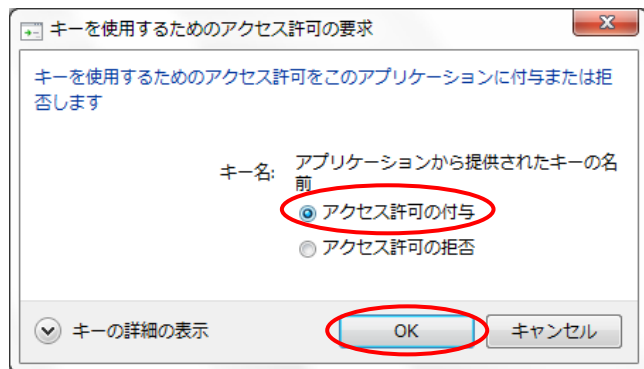 キーを使用するためのアクセス許可の要求
キーを使用するためのアクセス許可をこのアプリケーションに付与または拒
否します
キー名: アプリケーションから提供されたキーの名
前
アクセス許可の付与
アクセス許可の拒否
キーの詳細の表示 OK キャンセル